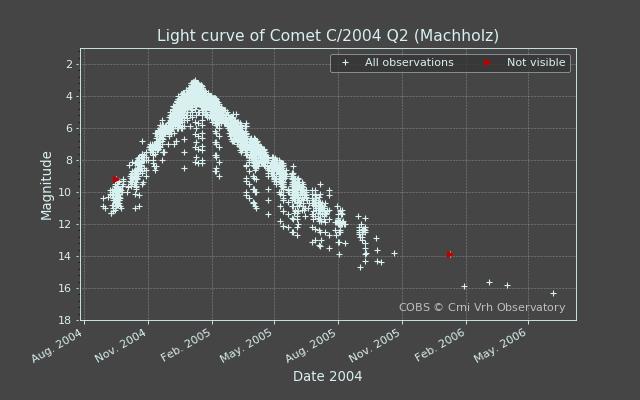 Light curve of Comet C/2004 Q2 (Machholz)
+ All observations Not visible
2
4
6
8
10
12
14
16
18
Magnitude
COBS © Crni Vrh Observatory
Aug. 2004 Nov. 2004 Feb. 2005 May. 2005 Aug. 2005 Nov. 2005 Feb. 2006 May. 2006
Date 2004